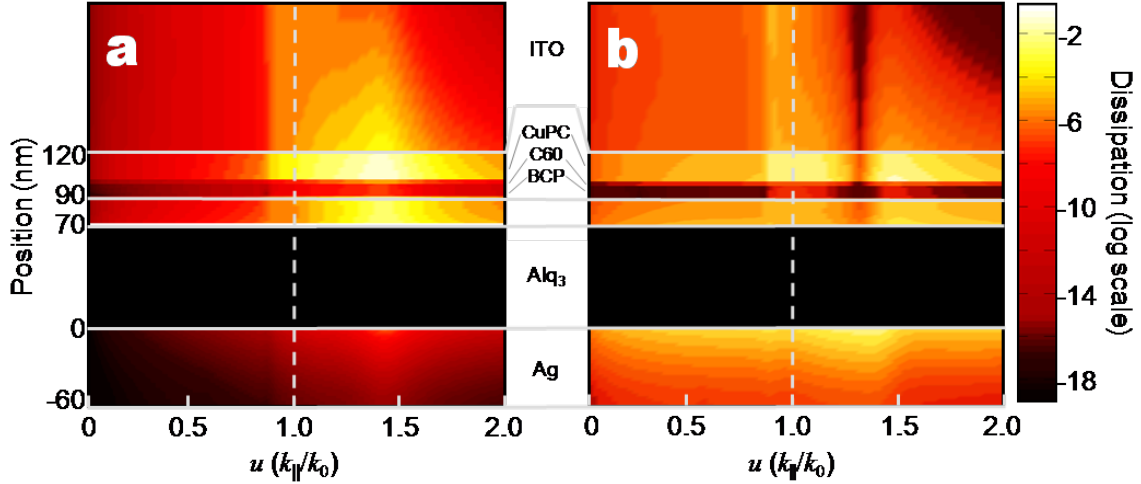 a
b
ITO
CuPC
C60
BCP
Alq₃
Ag
Position (nm)
120
90
70
0
-60
0
0.5
1.0
1.5
2.0
u (k||/k₀)
0
0.5
1.0
1.5
2.0
u (k||/k₀)
-2
-6
-10
-14
-18
Dissipation (log scale)